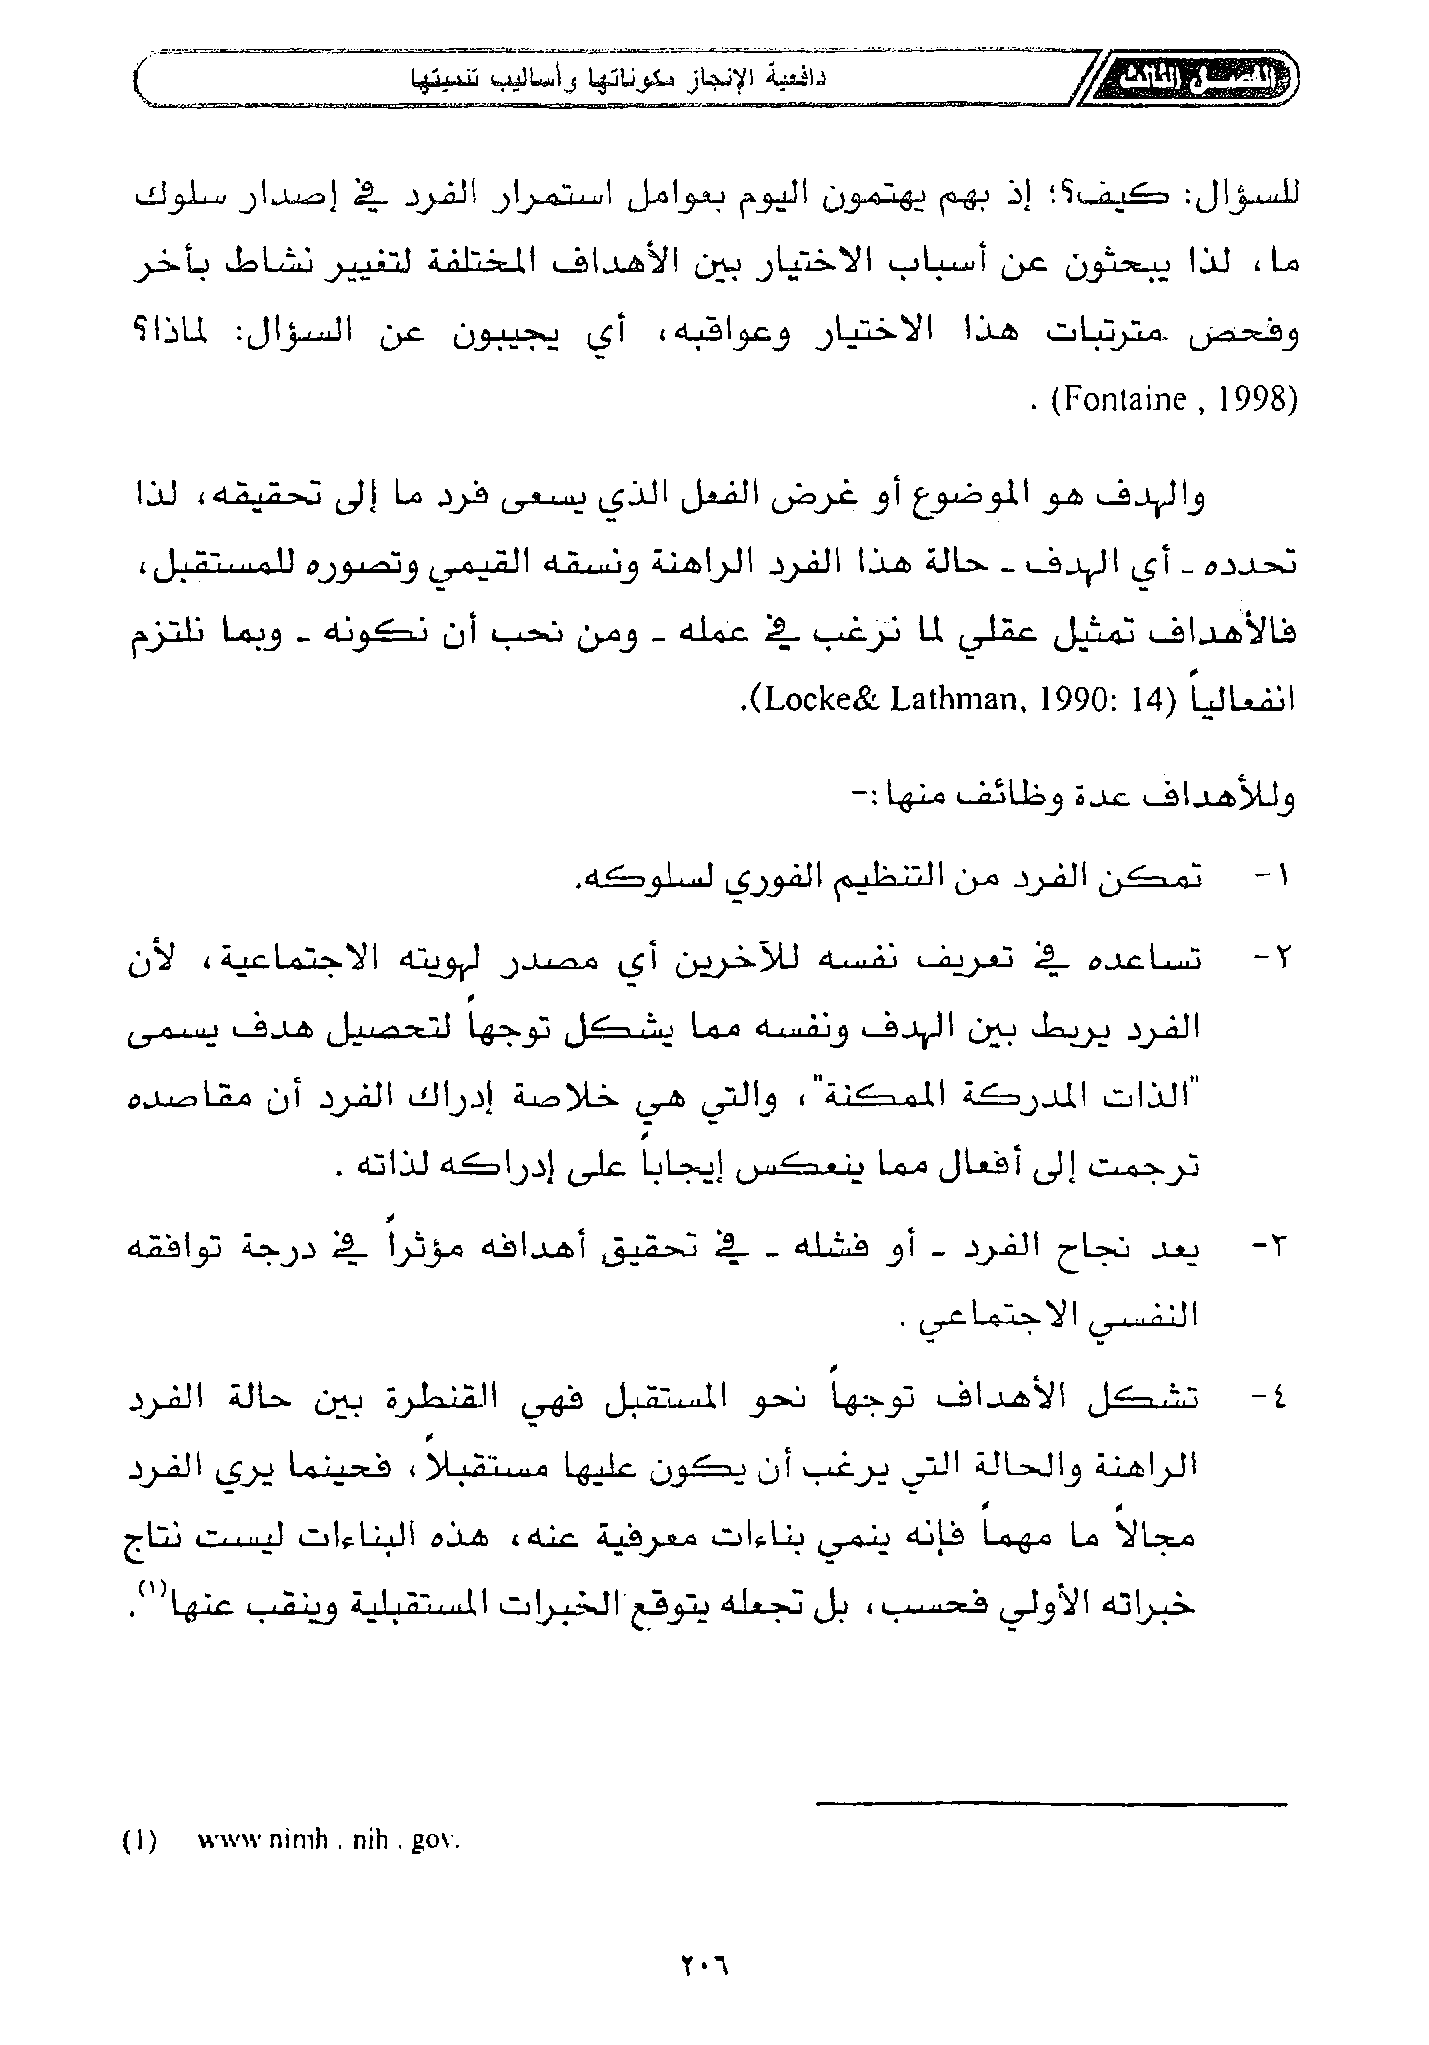 دافعية الإنجاز مكوناتها وأساليب تنميتها
للسؤال: كيف؟؛ إذ بهم يهتمون اليوم بعوامل استمرار الفرد في إصدار سلوك
ما، لذا يبحثون عن أسباب الاختيار بين الأهداف المختلفة لتغيير نشاط بأخر
وفحص مترتبات هذا الاختيار وعواقبه، أي يجيبون عن السؤال: لماذا؟
(Fontaine , 1998) .
والهدف هو الموضوع أو غرض الفعل الذي يسعى فرد ما إلى تحقيقه، لذا
تحدده - أي الهدف - حالة هذا الفرد الراهنة ونسقه القيمي وتصوره للمستقبل،
فالأهداف تمثيل عقلي لما نرغب في عمله - ومن نحب أن نكونه - وبما نلتزم
انفعالياً (Locke& Lathman, 1990: 14).
وللأهداف عدة وظائف منها:-
١- تمكن الفرد من التنظيم الفوري لسلوكه.
٢- تساعده في تعريف نفسه للآخرين أي مصدر لهويته الاجتماعية، لأن
الفرد يربط بين الهدف ونفسه مما يشكل توجهاً لتحصيل هدف يسمى
"الذات المدركة الممكنة"، والتي هي خلاصة إدراك الفرد أن مقاصده
ترجمت إلى أفعال مما ينعكس إيجاباً على إدراكه لذاته .
٣- يعد نجاح الفرد - أو فشله - في تحقيق أهدافه مؤثراً في درجة توافقه
النفسي الاجتماعي .
٤- تشكل الأهداف توجهاً نحو المستقبل فهي القنطرة بين حالة الفرد
الراهنة والحالة التي يرغب أن يكون عليها مستقبلاً، فحينما يري الفرد
مجالاً ما مهماً فإنه ينمي بناءات معرفية عنه، هذه البناءات ليست نتاج
خبراته الأولي فحسب، بل تجعله يتوقع الخبرات المستقبلية وينقب عنها(١).
(1) www nimh . nih . gov.
٢٠٦